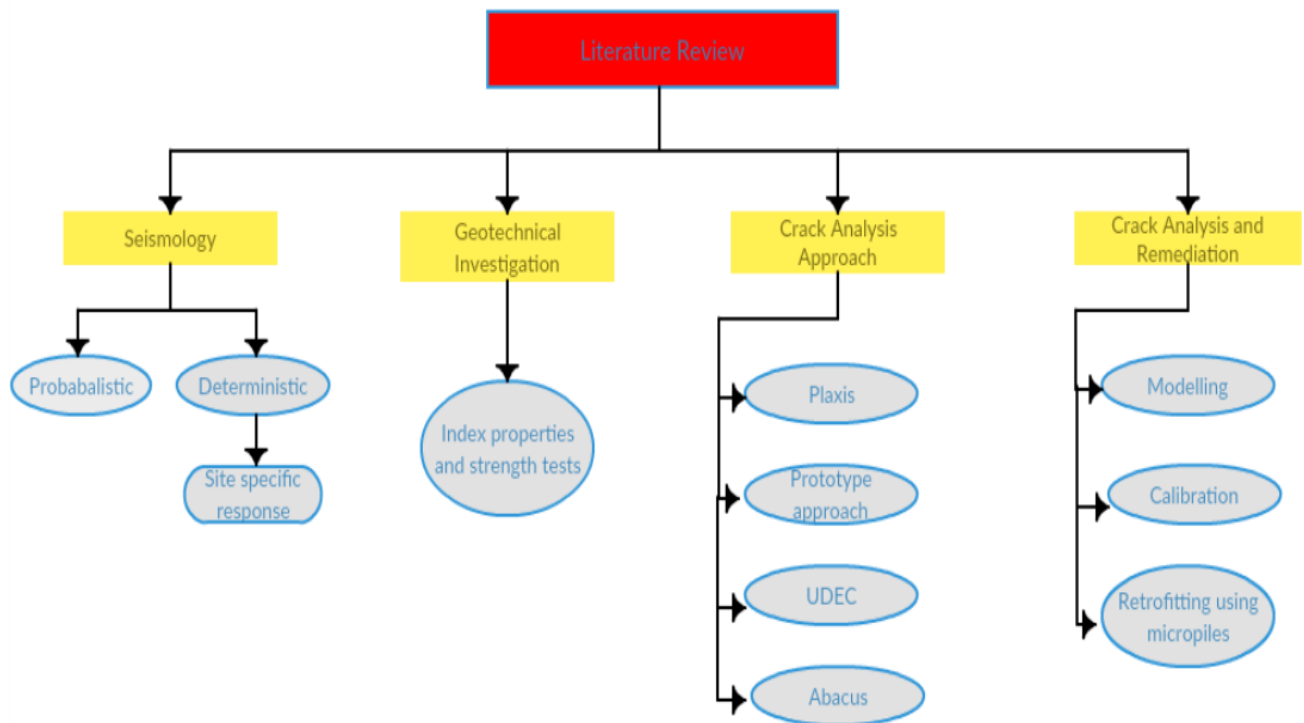 Literature Review
Seismology
Geotechnical
Investigation
Crack Analysis
Approach
Crack Analysis and
Remediation
Probabalistic
Deterministic
Site specific
response
Index properties
and strength tests
Plaxis
Prototype
approach
UDEC
Abacus
Modelling
Calibration
Retrofitting using
micropiles